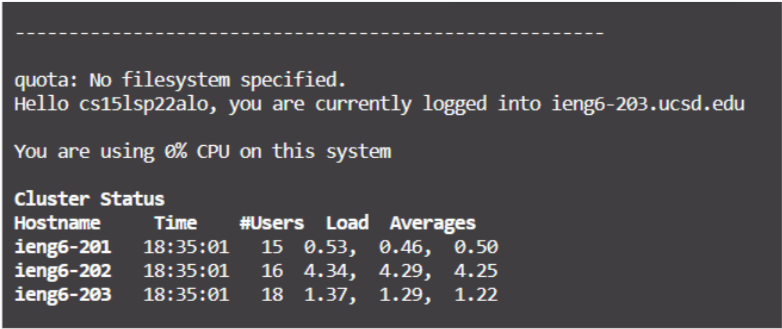 -------------------------------------------------------
quota: No filesystem specified.
Hello cs15lsp22alo, you are currently logged into ieng6-203.ucsd.edu
You are using 0% CPU on this system
Cluster Status
Hostname     Time    #Users  Load  Averages
ieng6-201   18:35:01   15  0.53,  0.46,  0.50
ieng6-202   18:35:01   16  4.34,  4.29,  4.25
ieng6-203   18:35:01   18  1.37,  1.29,  1.22